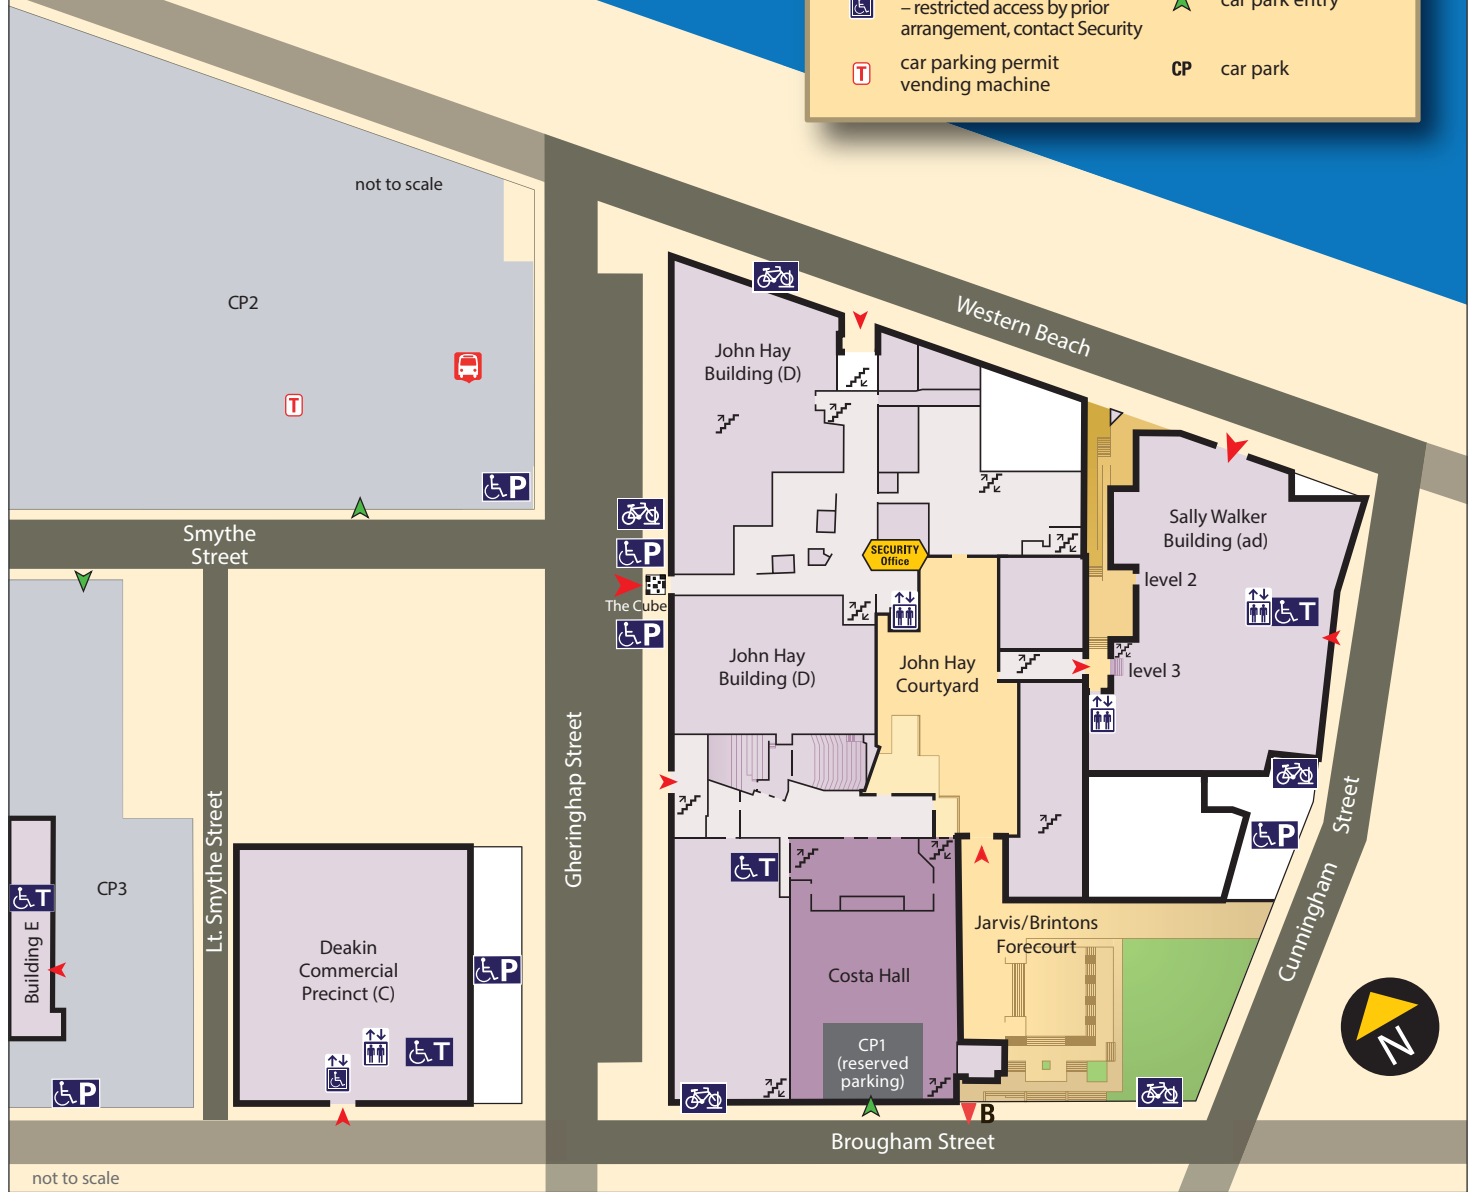 – restricted access by prior
arrangement, contact Security
car park entry
T
car parking permit
vending machine
CP
car park
not to scale
CP2
T
P
Smythe
Street
Western Beach
John Hay
Building (D)
P
SECURITY
Office
The Cube
P
John Hay
Building (D)
John Hay
Courtyard
Sally Walker
Building (ad)
level 2
T
level 3
P
Cunningham Street
Gheringhap Street
Lt. Smythe Street
CP3
T
Building E
P
Deakin
Commercial
Precinct (C)
P
T
T
Costa Hall
CP1
(reserved
parking)
Jarvis/Brintons
Forecourt
B
N
Brougham Street
not to scale